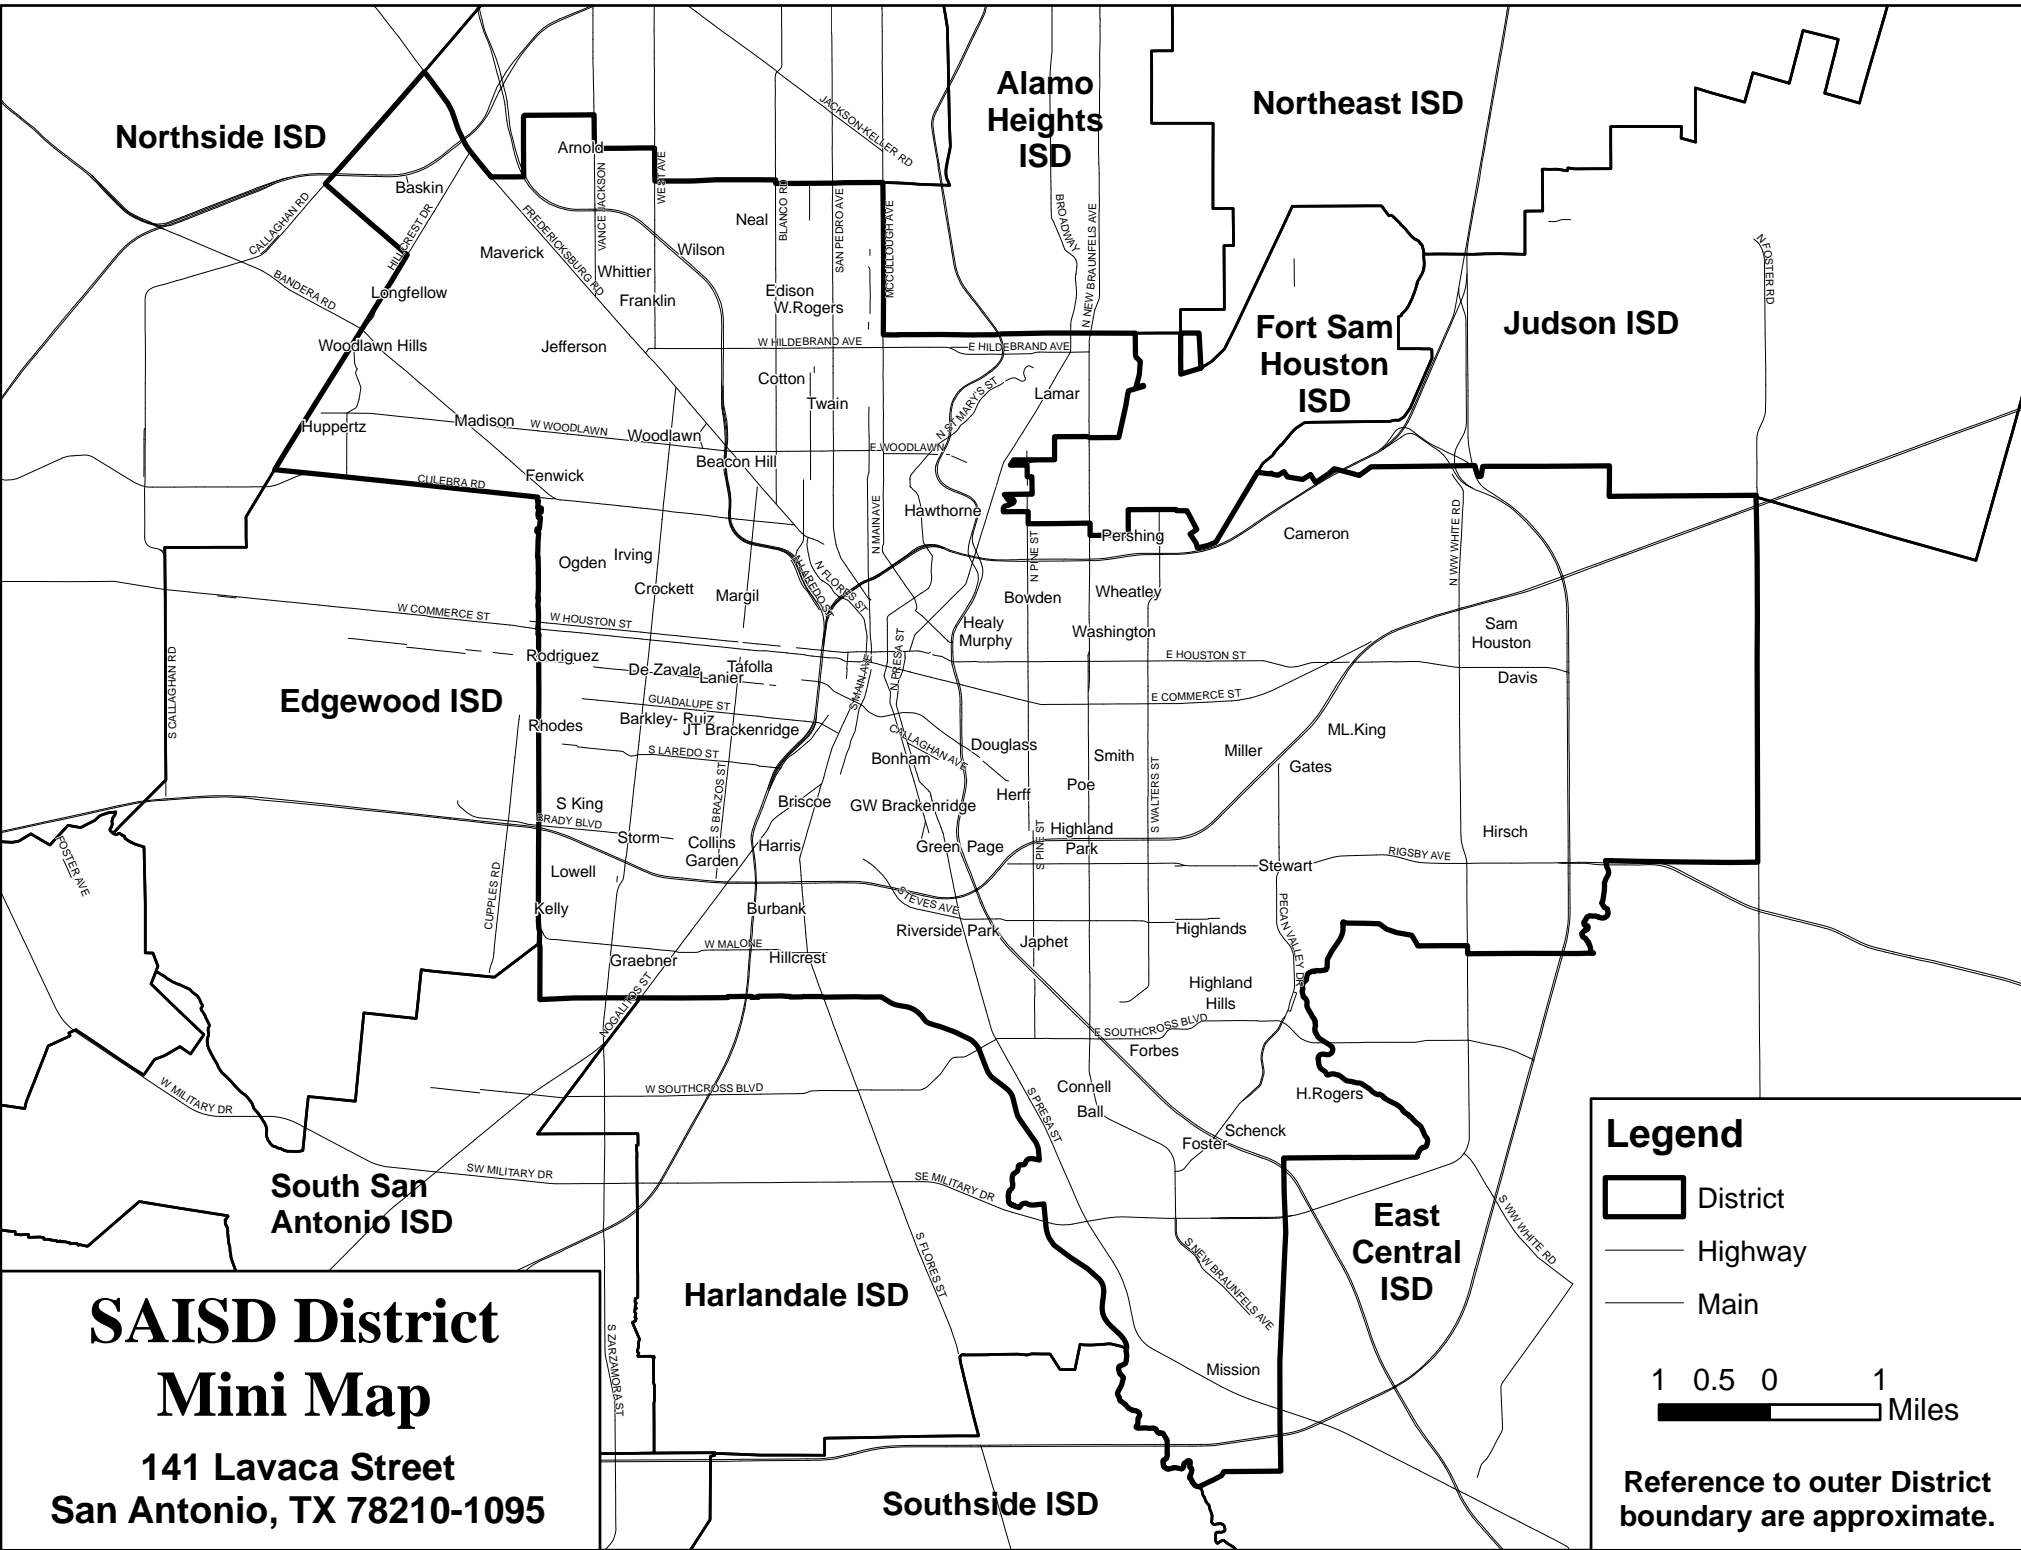 Northside ISD
Alamo
Heights
ISD
Northeast ISD
JACKSON-KELLER RD
Arnold
Baskin
WEST AVE
VANCE JACKSON
CALLAGHAN RD
HILLCREST DR
FREDERICKSBURG RD
BLANCO RD
SAN PEDRO AVE
MCCULLOUGH AVE
BROADWAY
N NEW BRAUNFELS AVE
N FOSTER RD
Neal
Maverick
Wilson
BANDERA RD
Whittier
Longfellow
Franklin
Edison
W.Rogers
Fort Sam
Houston
ISD
Judson ISD
Woodlawn Hills
Jefferson
W HILDEBRAND AVE
E HILDEBRAND AVE
Cotton
Twain
N ST MARY'S ST
Lamar
Huppertz
Madison
W WOODLAWN
Woodlawn
E WOODLAWN
Beacon Hill
Fenwick
CULEBRA RD
Hawthorne
N MAIN AVE
Pershing
Cameron
N WW WHITE RD
N PINE ST
Ogden
Irving
Crockett
Margil
N LAREDO ST
N FLORES ST
Bowden
Wheatley
W COMMERCE ST
W HOUSTON ST
Healy
Murphy
Washington
Sam
Houston
Rodriguez
De Zavala
Tafolla
Lanier
S MAIN AVE
N PRESA ST
E HOUSTON ST
Davis
S CALLAGHAN RD
Edgewood ISD
GUADALUPE ST
E COMMERCE ST
Rhodes
Barkley- Ruiz
JT Brackenridge
ML.King
S LAREDO ST
CALLAGHAN AVE
Douglass
Bonham
Smith
Miller
Gates
S BRAZOS ST
Poe
S WALTERS ST
S King
Briscoe
GW Brackenridge
Herff
BRADY BLVD
Storm
Collins
Garden
Harris
Green
Page
S PINE ST
Highland
Park
Hirsch
RIGSBY AVE
Stewart
FOSTER AVE
CUPPLES RD
Lowell
Kelly
Burbank
STEVES AVE
Riverside Park
Japhet
Highlands
PECAN VALLEY DR
W MALONE
Graebner
Hillcrest
Highland
Hills
NOGALITOS ST
E SOUTHCROSS BLVD
Forbes
W MILITARY DR
W SOUTHCROSS BLVD
Connell
Ball
S PRESA ST
H.Rogers
Schenck
Foster
SW MILITARY DR
SE MILITARY DR
South San
Antonio ISD
East
Central
ISD
S WW WHITE RD
S FLORES ST
S NEW BRAUNFELS AVE
Harlandale ISD
S ZARZAMORA ST
Mission
Southside ISD
SAISD District
Mini Map
141 Lavaca Street
San Antonio, TX 78210-1095
Legend
District
Highway
Main
1 0.5 0 1
Miles
Reference to outer District
boundary are approximate.